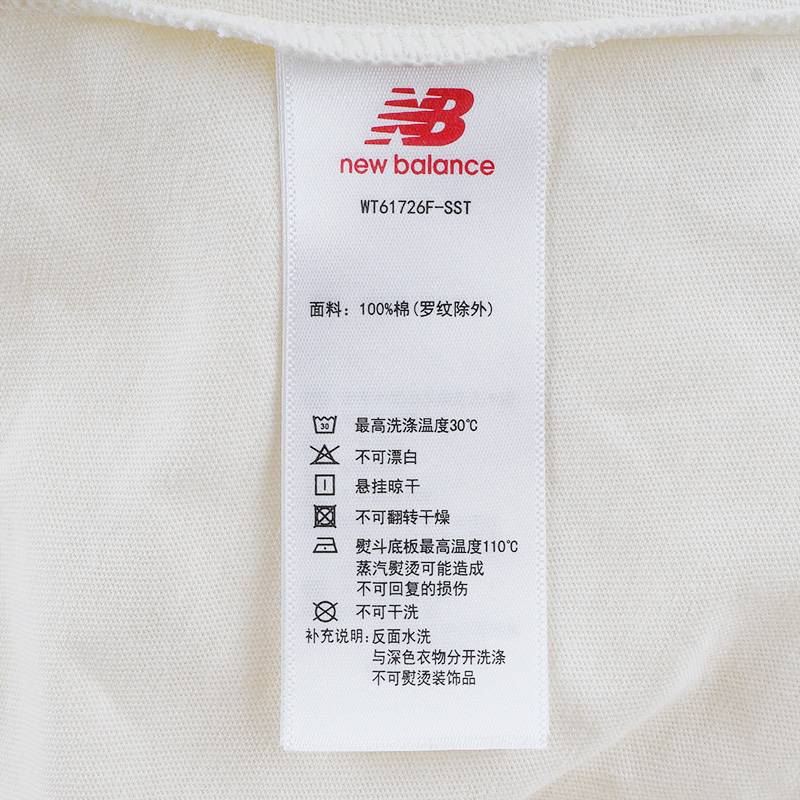 NB
new balance
WT61726F-SST
面料：100%棉(罗纹除外)
30
最高洗涤温度30℃
不可漂白
悬挂晾干
不可翻转干燥
熨斗底板最高温度110℃
蒸汽熨烫可能造成
不可回复的损伤
不可干洗
补充说明:反面水洗
与深色衣物分开洗涤
不可熨烫装饰品